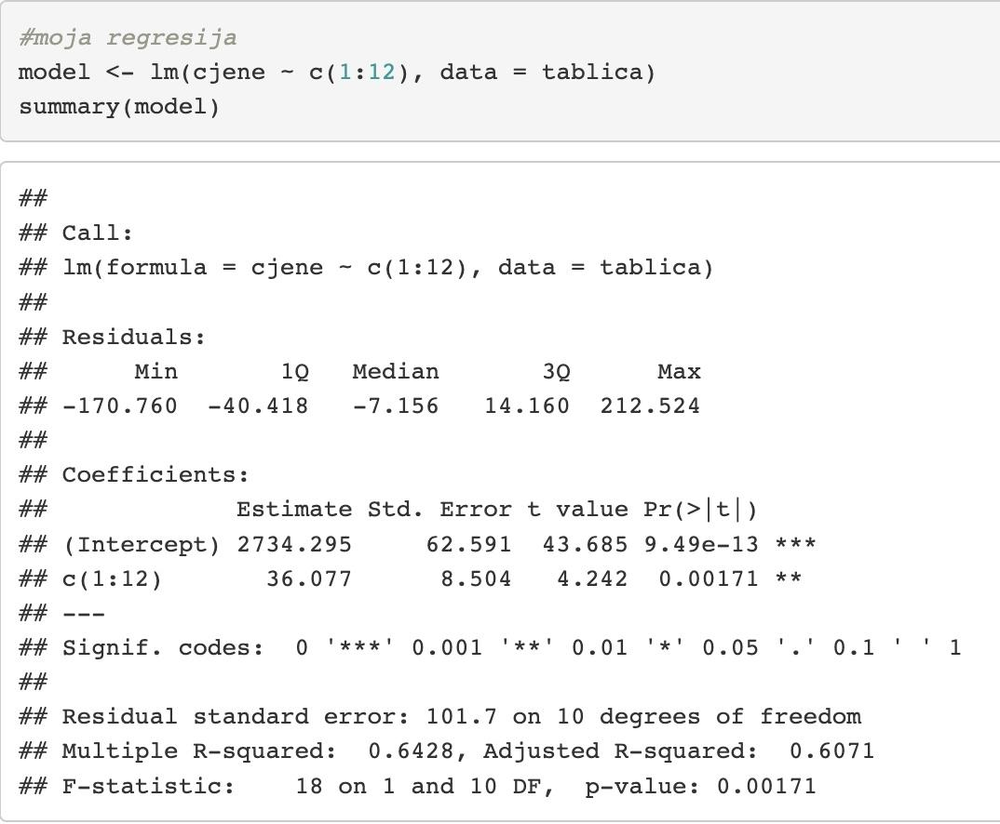 #moja regresija
model <- lm(cjene ~ c(1:12), data = tablica)
summary(model)
##
## Call:
## lm(formula = cjene ~ c(1:12), data = tablica)
##
## Residuals:
##      Min       1Q   Median       3Q      Max
## -170.760  -40.418   -7.156   14.160  212.524
##
## Coefficients:
##             Estimate Std. Error t value Pr(>|t|)
## (Intercept) 2734.295     62.591  43.685 9.49e-13 ***
## c(1:12)       36.077      8.504   4.242  0.00171 **
## ---
## Signif. codes:  0 '***' 0.001 '**' 0.01 '*' 0.05 '.' 0.1 ' ' 1
##
## Residual standard error: 101.7 on 10 degrees of freedom
## Multiple R-squared:  0.6428, Adjusted R-squared:  0.6071
## F-statistic:    18 on 1 and 10 DF,  p-value: 0.00171